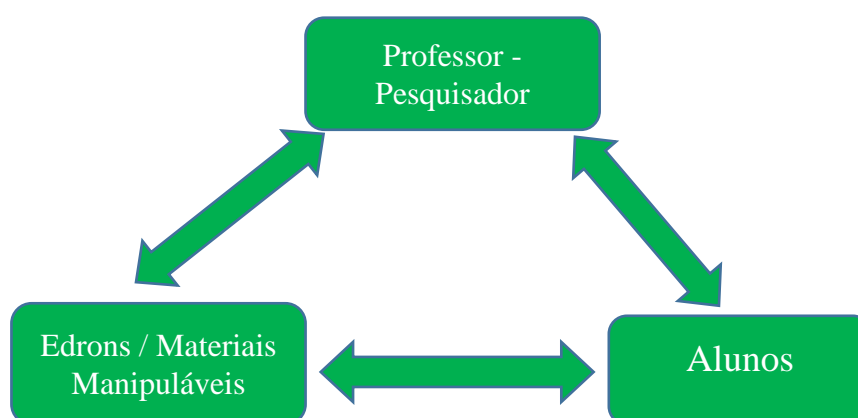 Professor -
Pesquisador
Edrons / Materiais
Manipuláveis
Alunos